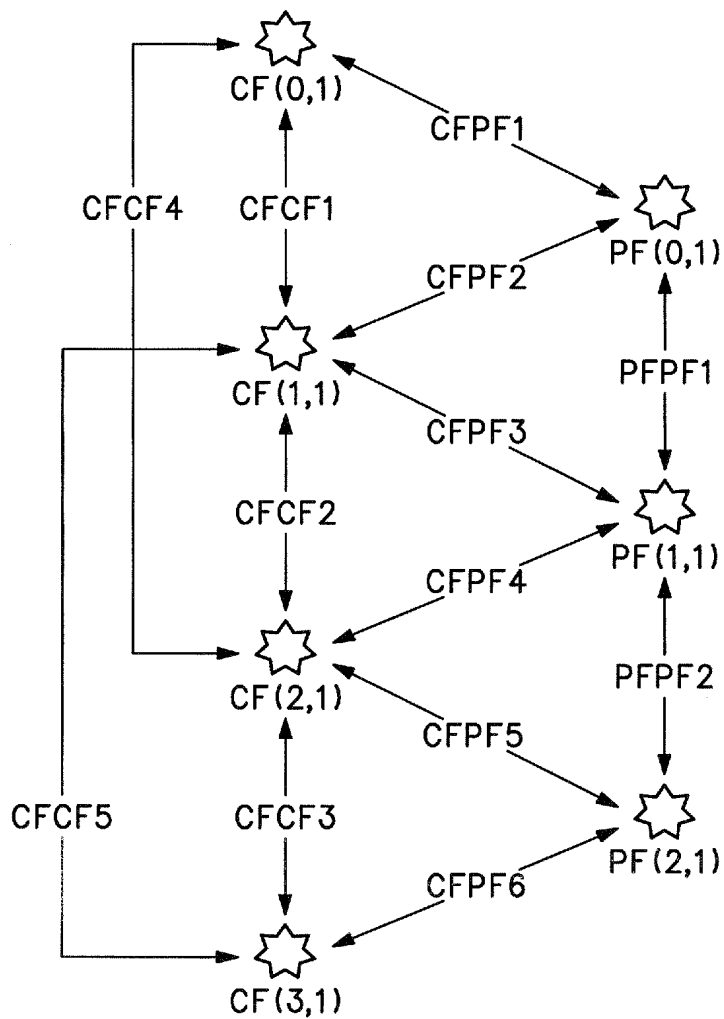 CF(0,1)
CFPF1
CFCF4
CFCF1
PF(0,1)
CFPF2
PFPF1
CF(1,1)
CFPF3
CFCF2
PF(1,1)
CFPF4
PFPF2
CF(2,1)
CFPF5
CFCF5
CFCF3
PF(2,1)
CFPF6
CF(3,1)